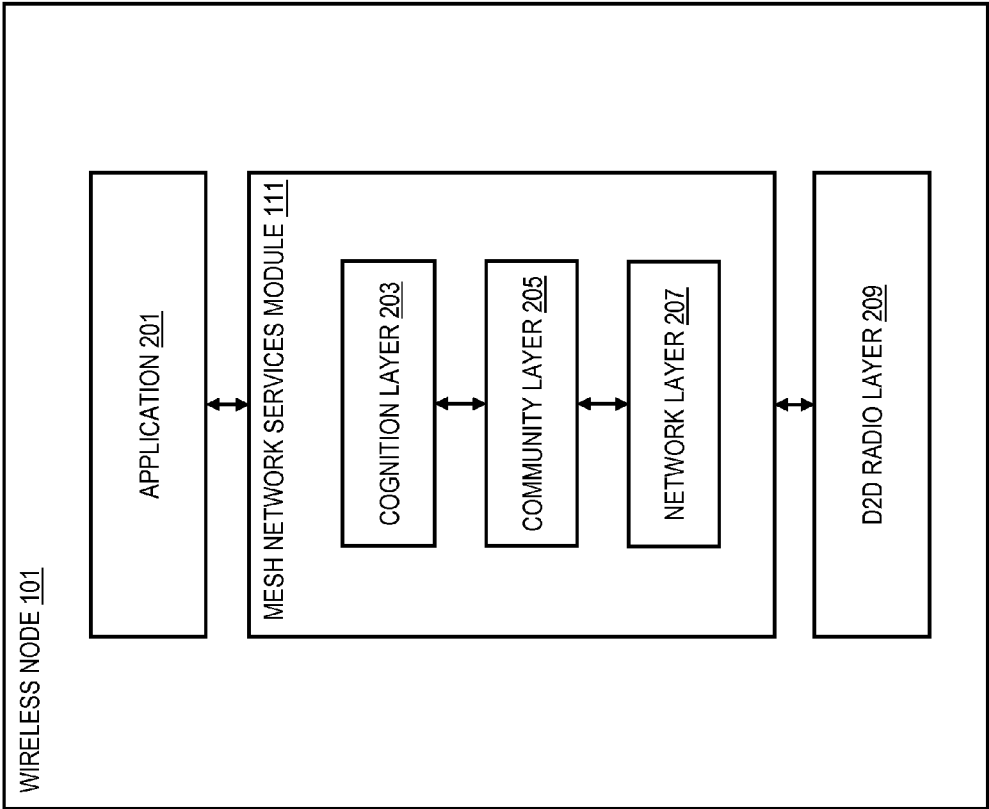 WIRELESS NODE 101
APPLICATION 201
MESH NETWORK SERVICES MODULE 111
COGNITION LAYER 203
COMMUNITY LAYER 205
NETWORK LAYER 207
D2D RADIO LAYER 209